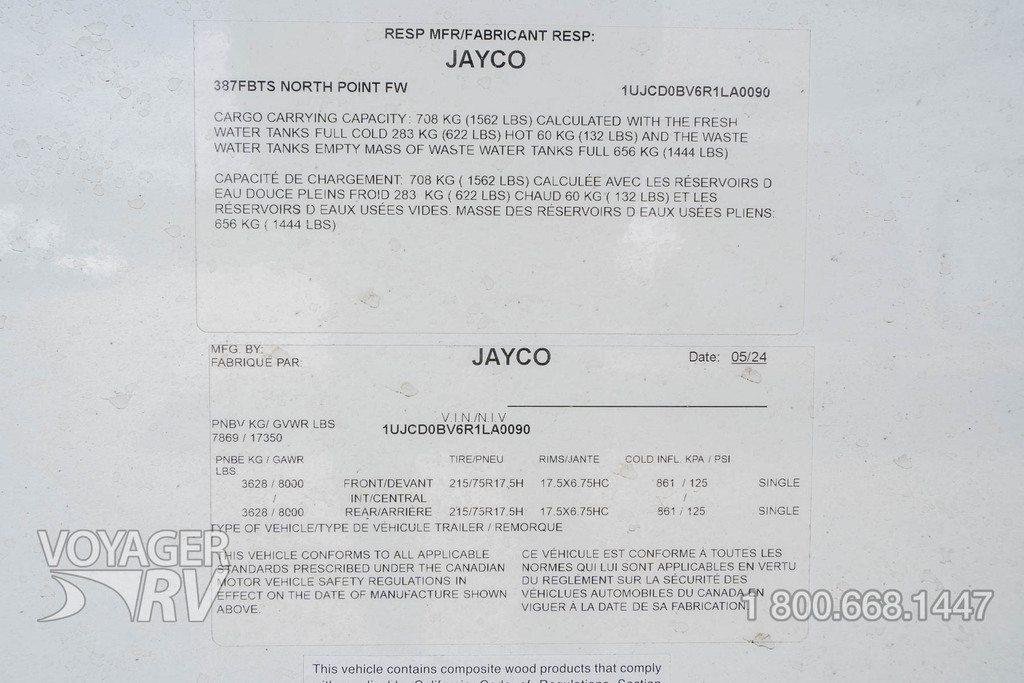 RESP MFR/FABRICANT RESP:
JAYCO
387FBTS NORTH POINT FW 1UJCD0BV6R1LA0090
CARGO CARRYING CAPACITY: 708 KG (1562 LBS) CALCULATED WITH THE FRESH
WATER TANKS FULL COLD 283 KG (622 LBS) HOT 60 KG (132 LBS) AND THE WASTE
WATER TANKS EMPTY MASS OF WASTE WATER TANKS FULL 656 KG (1444 LBS)
CAPACITÉ DE CHARGEMENT: 708 KG ( 1562 LBS) CALCULÉE AVEC LES RÉSERVOIRS D
EAU DOUCE PLEINS FROID 283 KG ( 622 LBS) CHAUD 60 KG ( 132 LBS) ET LES
RÉSERVOIRS D EAUX USÉES VIDES. MASSE DES RÉSERVOIRS D EAUX USÉES PLIENS:
656 KG ( 1444 LBS)
MFG. BY:
FABRIQUE PAR
JAYCO
Date: 05/24
V I N / N I V
PNBV KG/ GVWR LBS
7869 / 17350
1UJCD0BV6R1LA0090
PNBE KG / GAWR LBS. TIRE/PNEU RIMS/JANTE COLD INFL. KPA / PSI
3628 / 8000 FRONT/DEVANT 215/75R17.5H 17.5X6.75HC 861 / 125 SINGLE
/ INT/CENTRAL /
3628 / 8000 REAR/ARRIÈRE 215/75R17.5H 17.5X6.75HC 861 / 125 SINGLE
TYPE OF VEHICLE/TYPE DE VÉHICULE TRAILER / REMORQUE
THIS VEHICLE CONFORMS TO ALL APPLICABLE
STANDARDS PRESCRIBED UNDER THE CANADIAN
MOTOR VEHICLE SAFETY REGULATIONS IN
EFFECT ON THE DATE OF MANUFACTURE SHOWN
ABOVE.
CE VÉHICULE EST CONFORME À TOUTES LES
NORMES QUI LUI SONT APPLICABLES EN VERTU
DU REGLEMENT SUR LA SÉCURITÉ DES
VÉHICLUES AUTOMOBILES DU CANADA EN
VIGUER À LA DATE DE SA FABRICATION.
VOYAGER
RV
1 800.668.1447
This vehicle contains composite wood products that comply